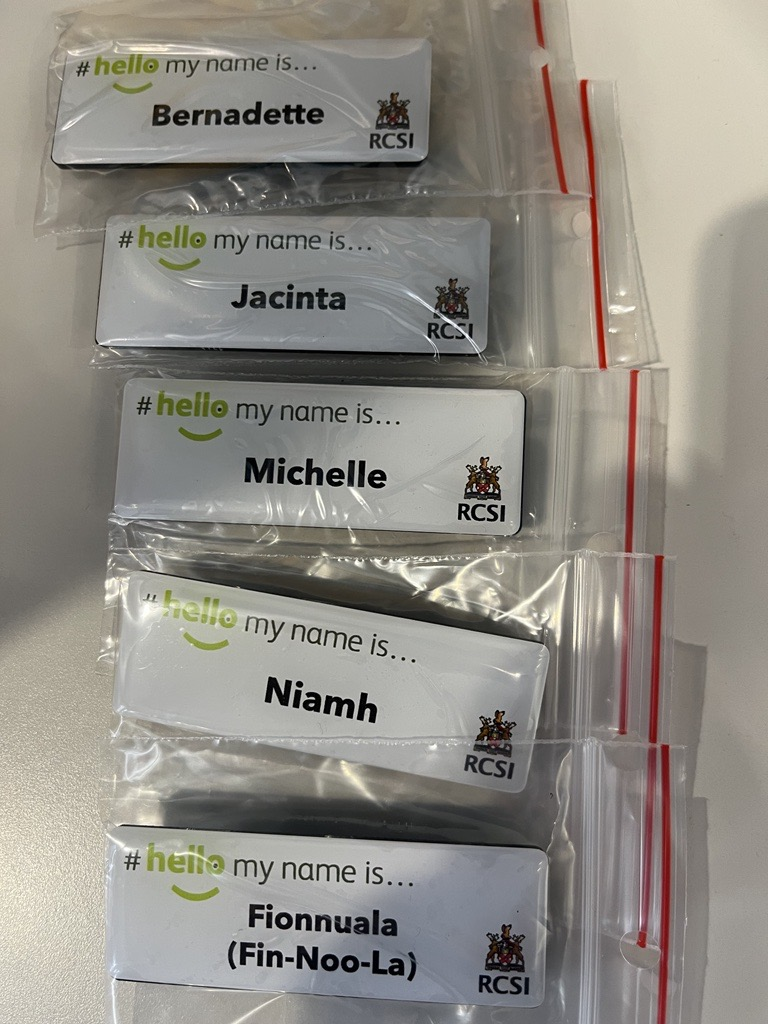 #hello my name is...
Bernadette
RCSI
#hello my name is...
Jacinta
RCSI
#hello my name is...
Michelle
RCSI
#hello my name is...
Niamh
RCSI
#hello my name is...
Fionnuala
(Fin-Noo-La)
RCSI